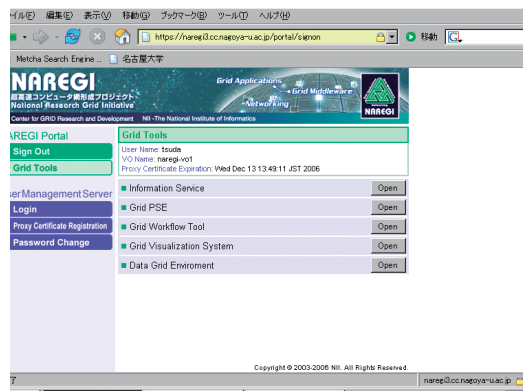 ァイル(F) 編集(E) 表示(V) 移動(G) ブックマーク(B) ツール(T) ヘルプ(H)
https://naregi3.cc.nagoya-u.ac.jp/portal/signon 移動 G
Metcha Search Engine .. 名古屋大学
NAREGI
超高速コンピュータ網形成プロジェクト
National Research Grid Initiative
Center for GRID Research and Development NII -The National Institute of Informatics
Grid Applications
Grid Middleware
Networking
NAREGI
AREGI Portal
Sign Out
Grid Tools
serManagementServer
Login
Proxy Certificate Registration
Password Change
Grid Tools
User Name: tsuda
VO Name: naregi-vo1
Proxy Certificate Expiration: Wed Dec 13 13:49:11 JST 2006
Information Service Open
Grid PSE Open
Grid Workflow Tool Open
Grid Visualization System Open
Data Grid Enviroment Open
Copyright © 2003-2006 NII. All Rights Reserved.
了 naregi3.cc.nagoya-u.ac.jp